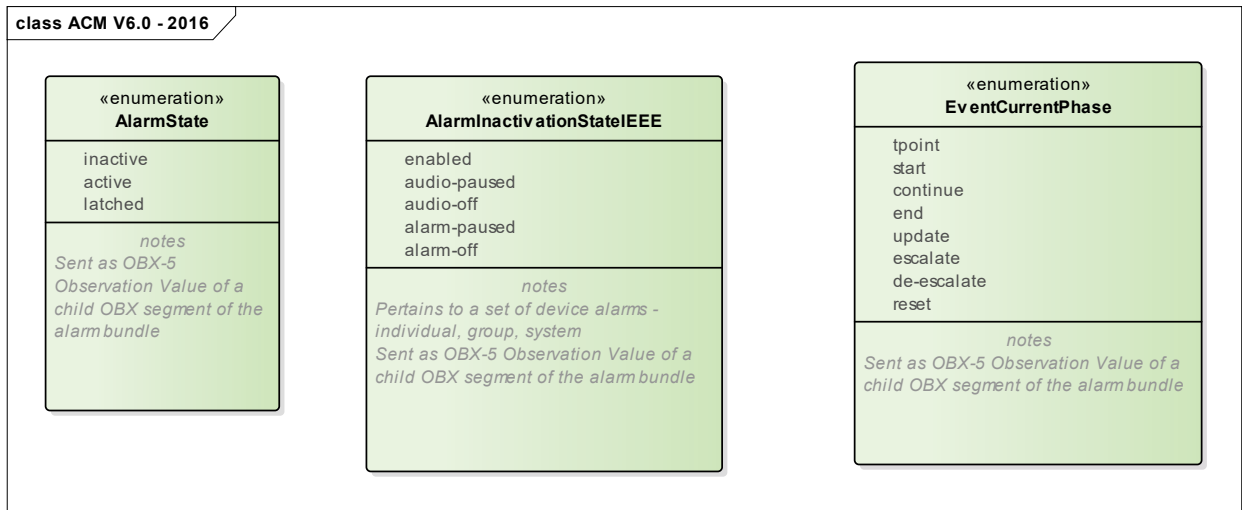 class ACM V6.0 - 2016
«enumeration»
AlarmState
inactive
active
latched
notes
Sent as OBX-5
Observation Value of a
child OBX segment of the
alarm bundle
«enumeration»
AlarmInactivationStateIEEE
enabled
audio-paused
audio-off
alarm-paused
alarm-off
notes
Pertains to a set of device alarms -
individual, group, system
Sent as OBX-5 Observation Value of a
child OBX segment of the alarm bundle
«enumeration»
EventCurrentPhase
tpoint
start
continue
end
update
escalate
de-escalate
reset
notes
Sent as OBX-5 Observation Value of a
child OBX segment of the alarm bundle